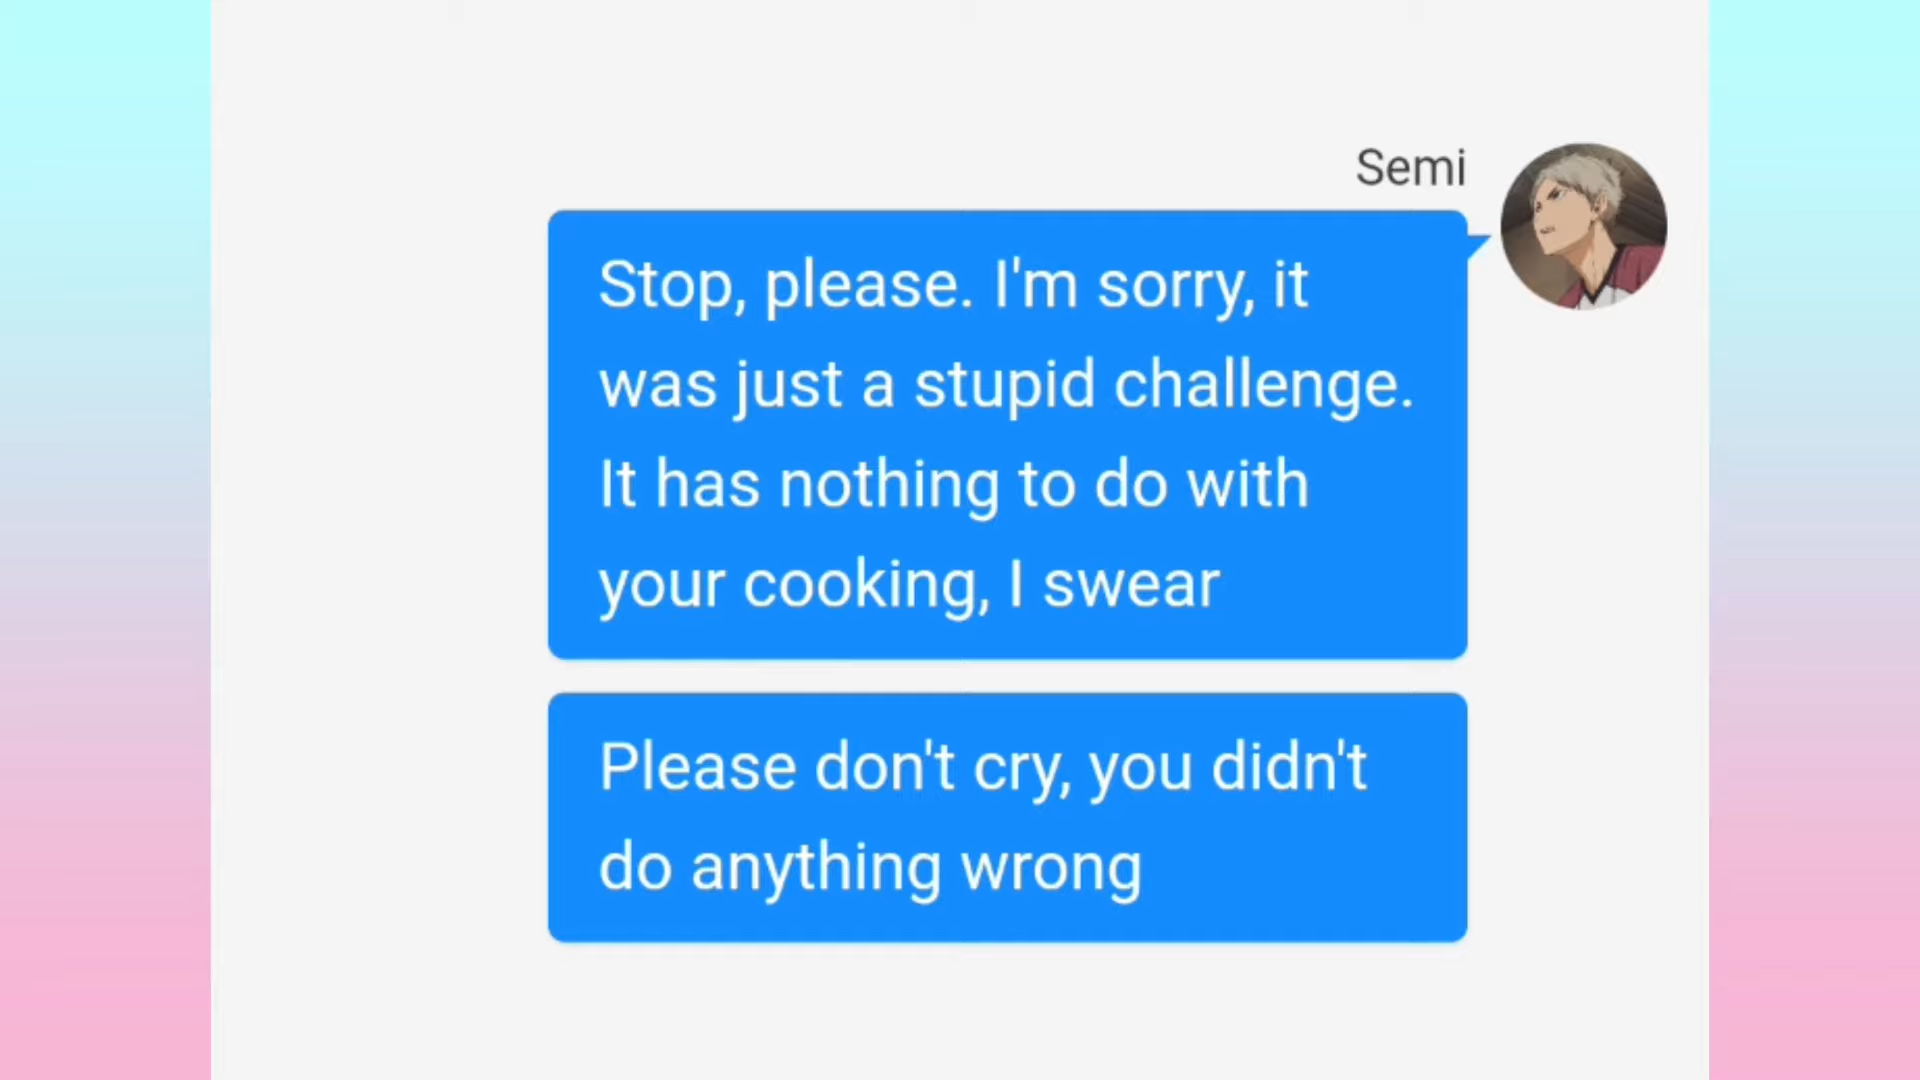 Semi
Stop, please. I'm sorry, it
was just a stupid challenge.
It has nothing to do with
your cooking, I swear
Please don't cry, you didn't
do anything wrong